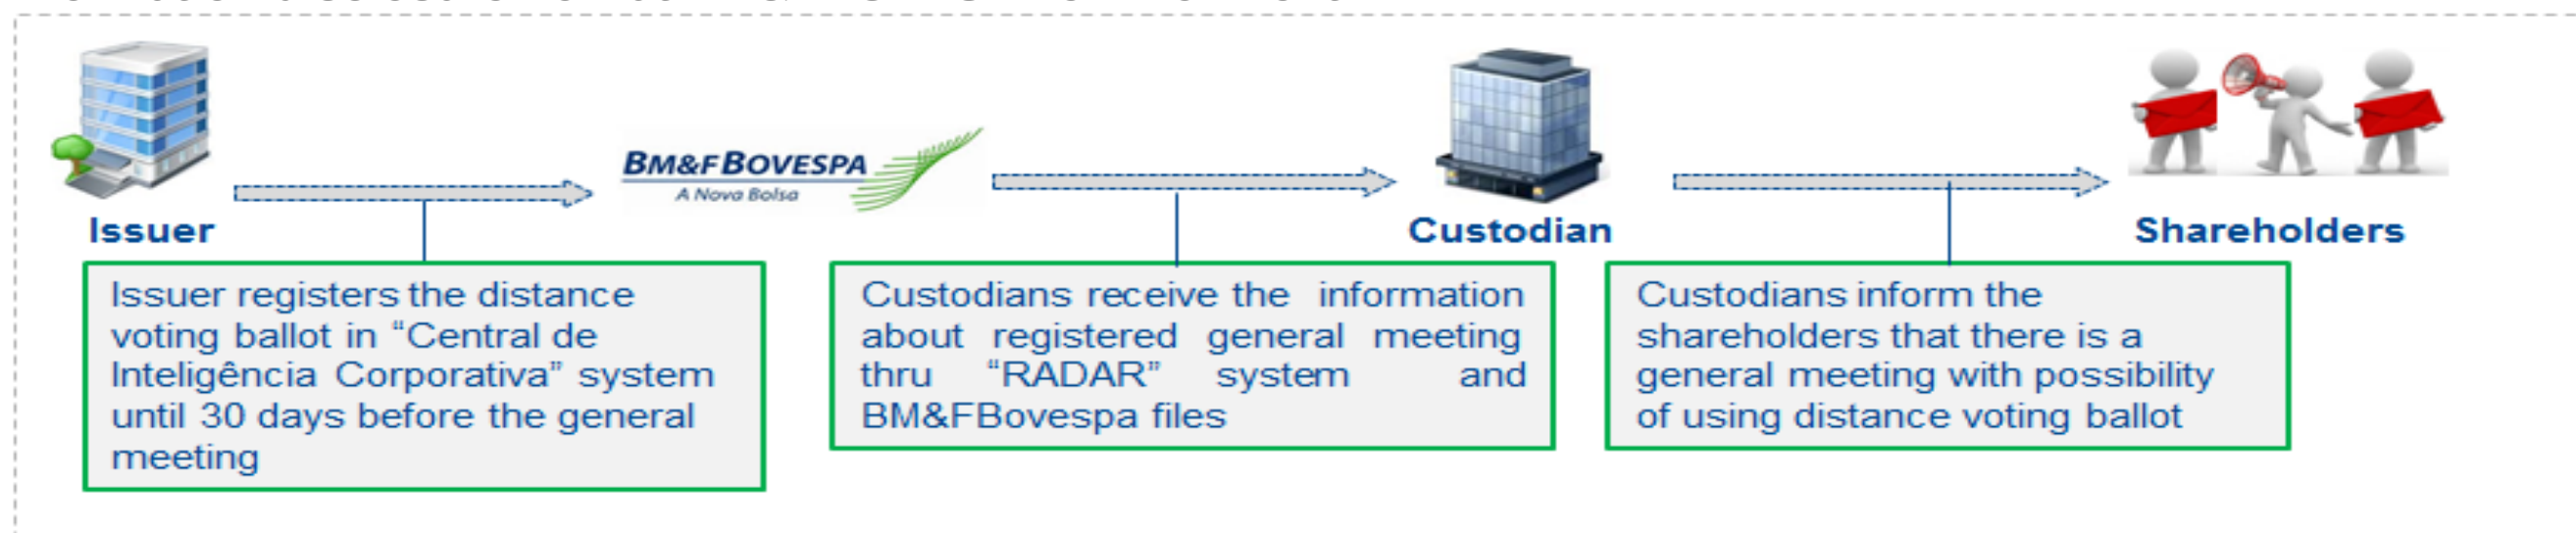 BM&FBOVESPA
A Nova Bolsa
Issuer
Custodian
Shareholders
Issuer registers the distance
voting ballot in “Central de
Inteligência Corporativa” system
until 30 days before the general
meeting
Custodians receive the information
about registered general meeting
thru “RADAR” system and
BM&FBovespa files
Custodians inform the
shareholders that there is a
general meeting with possibility
of using distance voting ballot